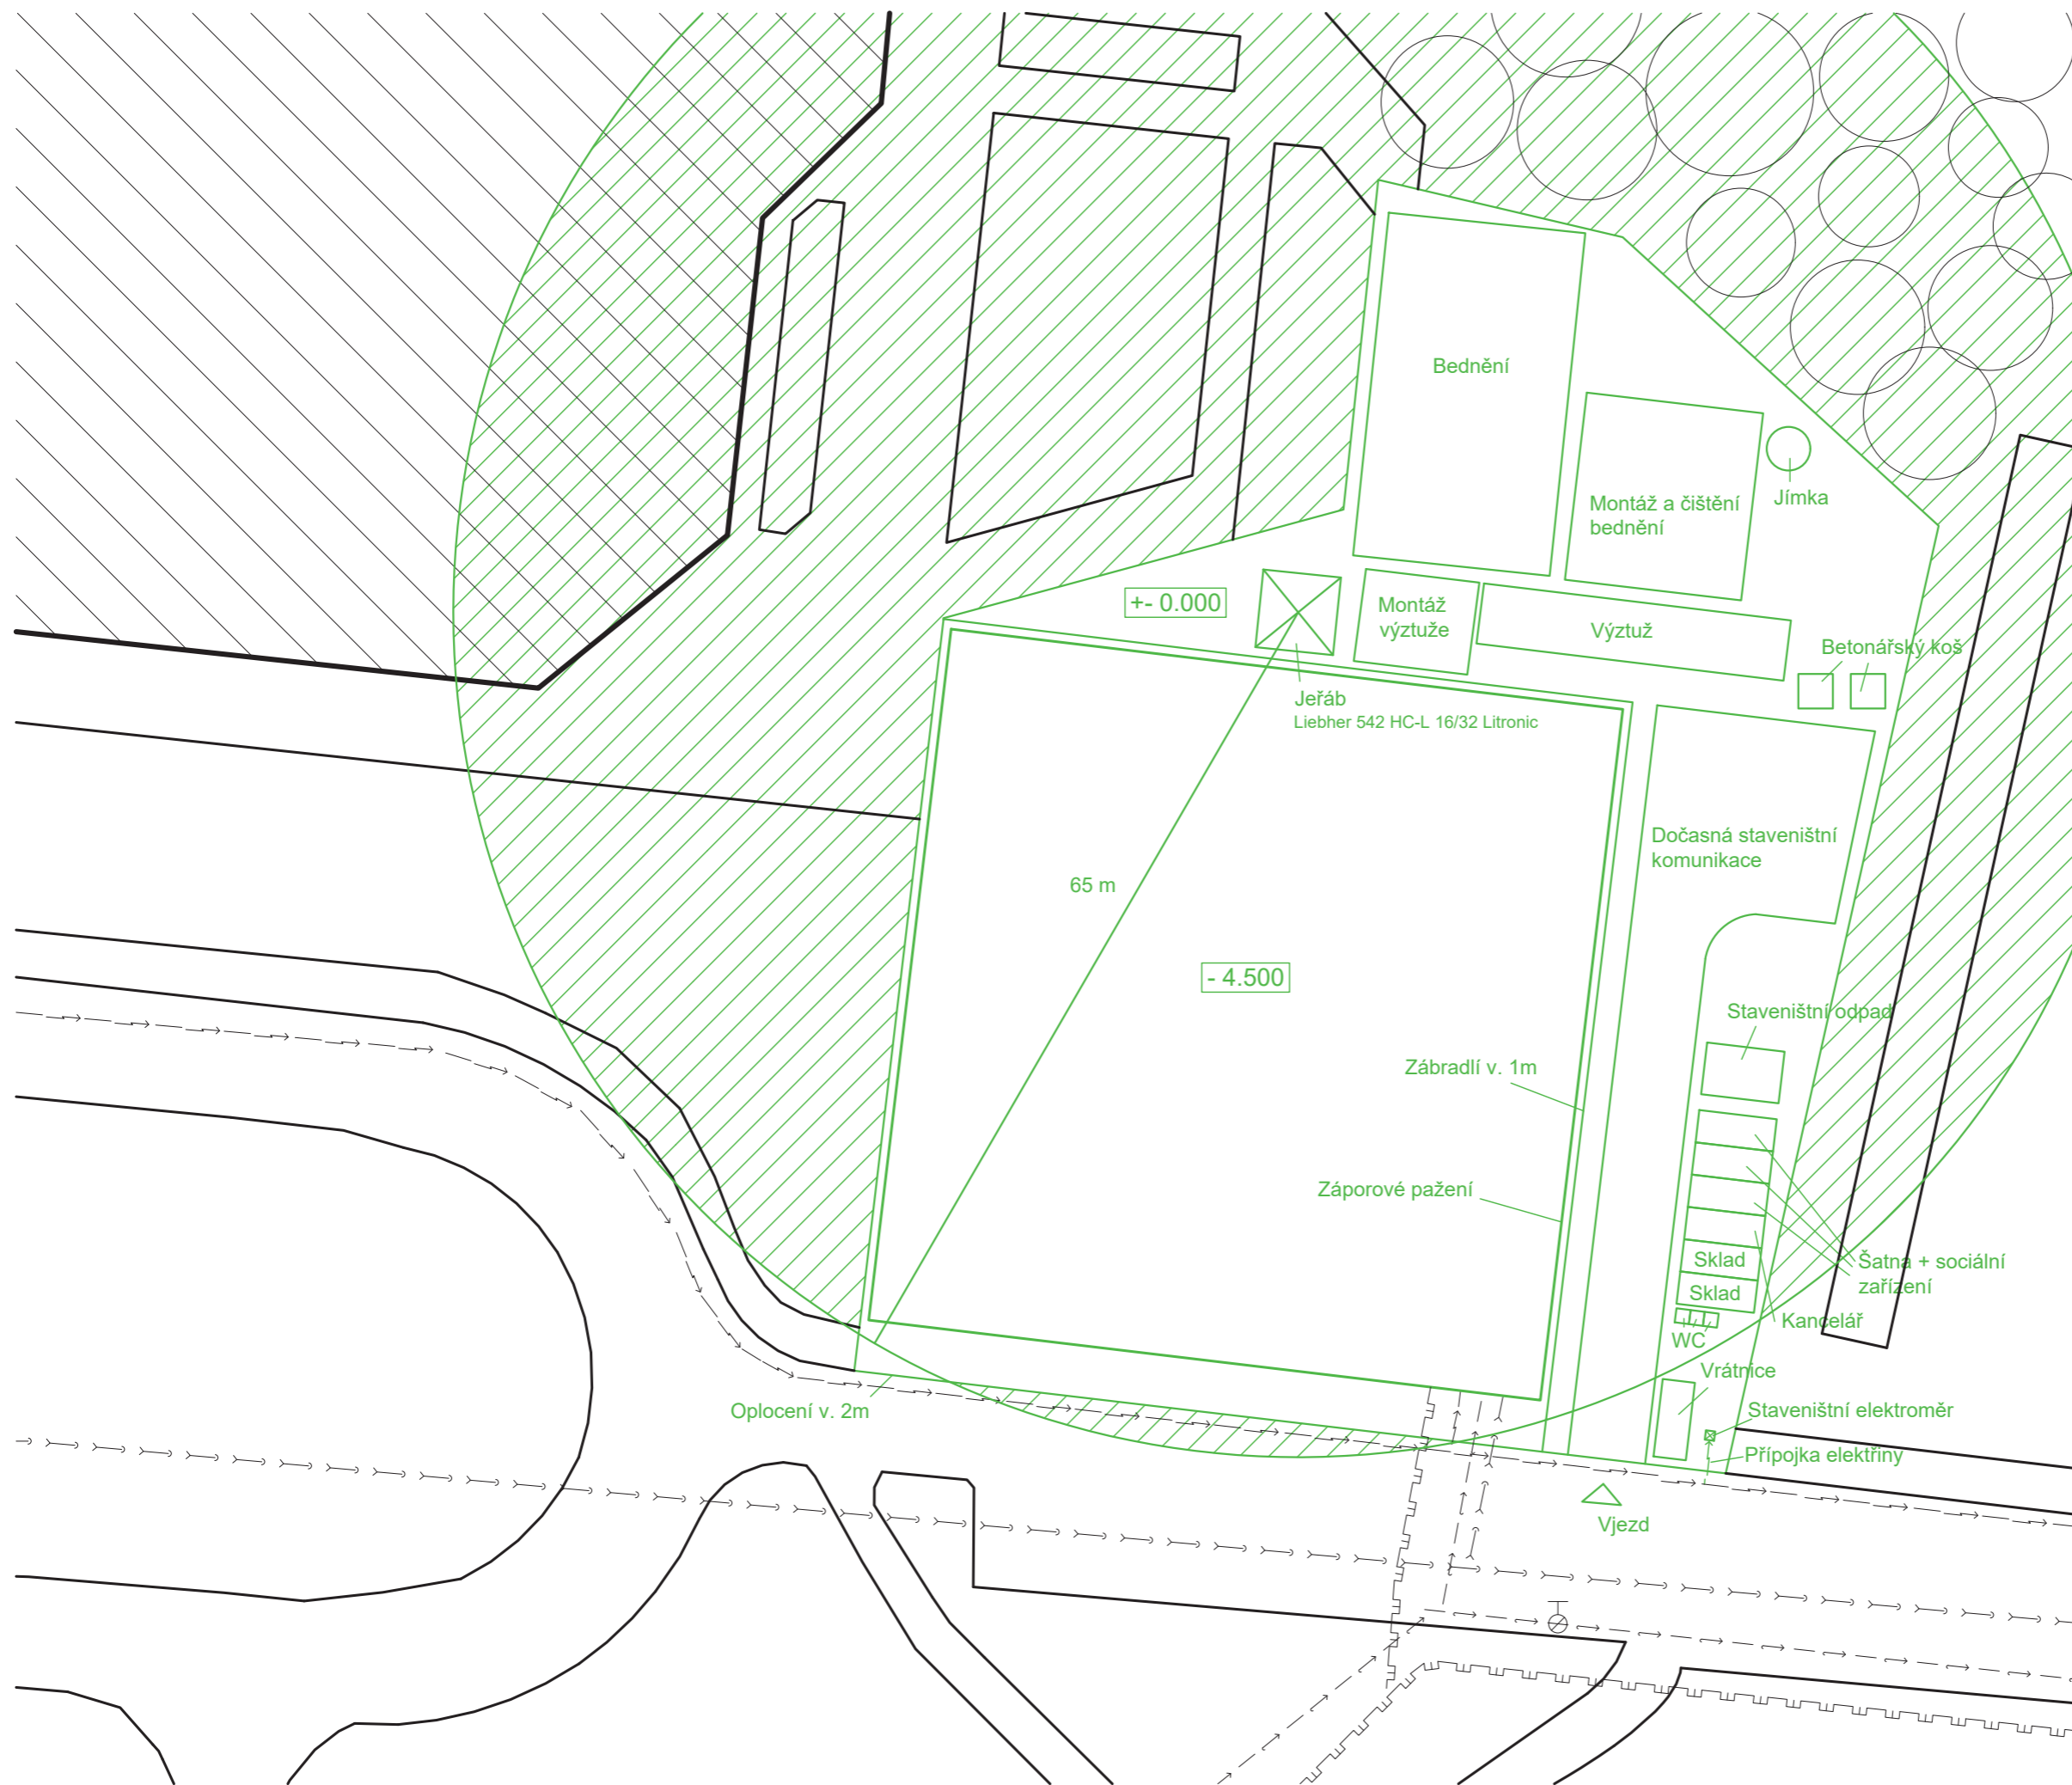 Bednění
Montáž a čištění
bednění
Jímka
+- 0.000
Montáž
výztuže
Výztuž
Betonářský koš
Jeřáb
Liebher 542 HC-L 16/32 Litronic
Dočasná staveništní
komunikace
65 m
- 4.500
Staveništní odpad
Zábradlí v. 1m
Záporové pažení
Sklad
Šatna + sociální
zařízení
Sklad
Kancelář
WC
Vrátnice
Oplocení v. 2m
Staveništní elektroměr
Přípojka elektřiny
Vjezd